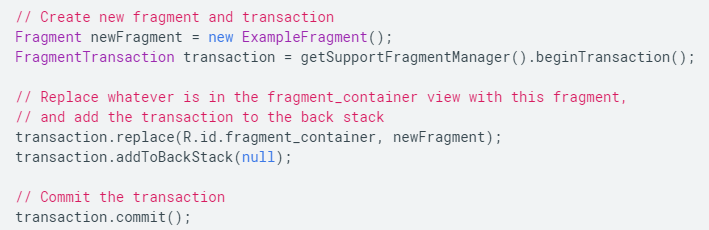 // Create new fragment and transaction
Fragment newFragment = new ExampleFragment();
FragmentTransaction transaction = getSupportFragmentManager().beginTransaction();
// Replace whatever is in the fragment_container view with this fragment,
// and add the transaction to the back stack
transaction.replace(R.id.fragment_container, newFragment);
transaction.addToBackStack(null);
// Commit the transaction
transaction.commit();